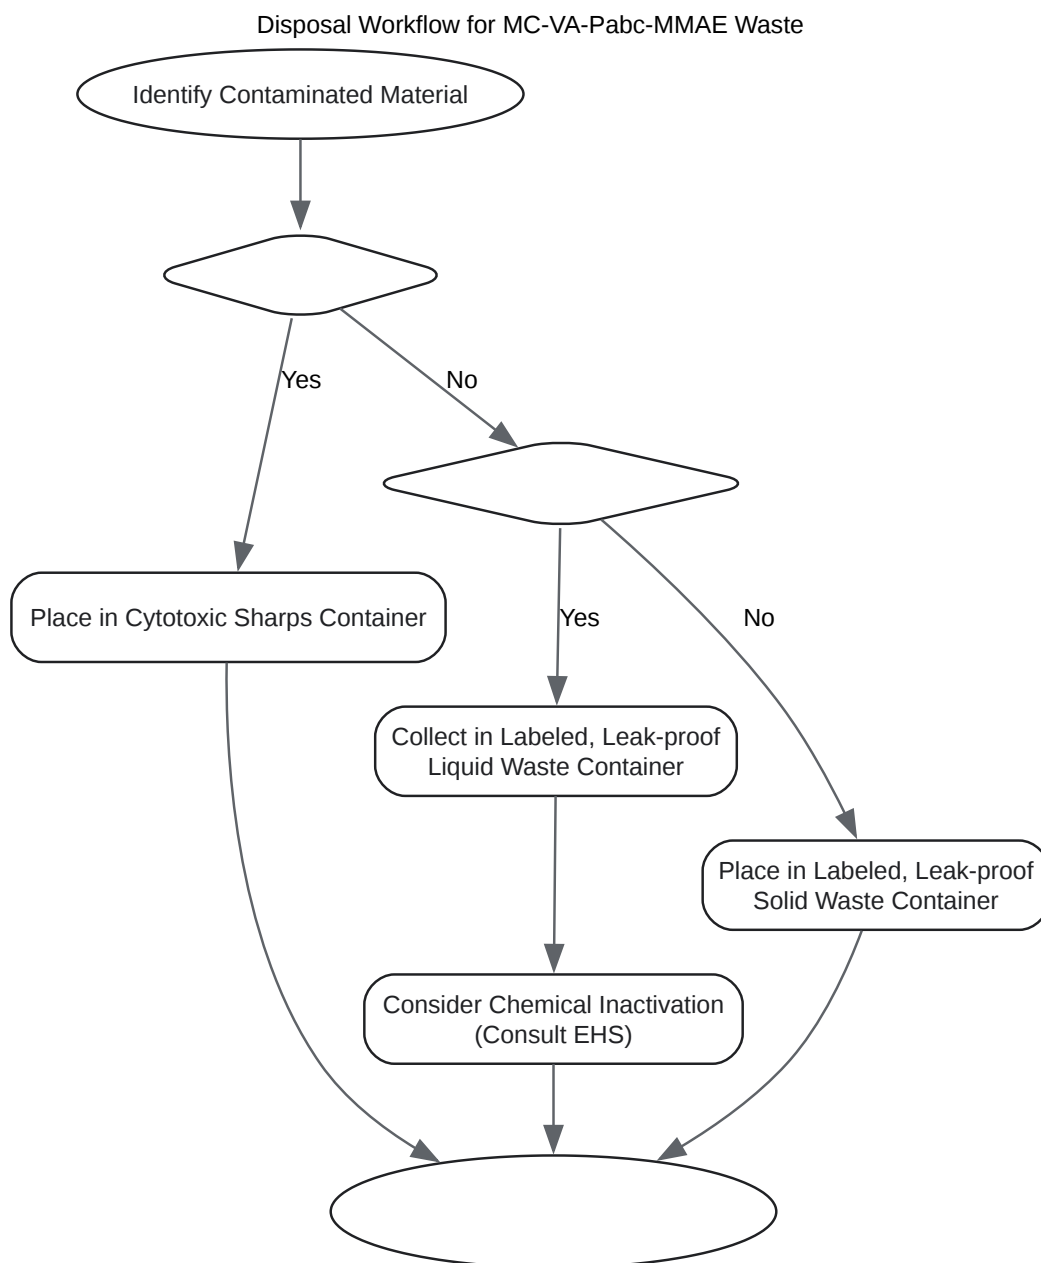 Disposal Workflow for MC-VA-Pabc-MMAE Waste
Identify Contaminated Material
Yes
No
Place in Cytotoxic Sharps Container
Yes
No
Collect in Labeled, Leak-proof
Liquid Waste Container
Place in Labeled, Leak-proof
Solid Waste Container
Consider Chemical Inactivation
(Consult EHS)